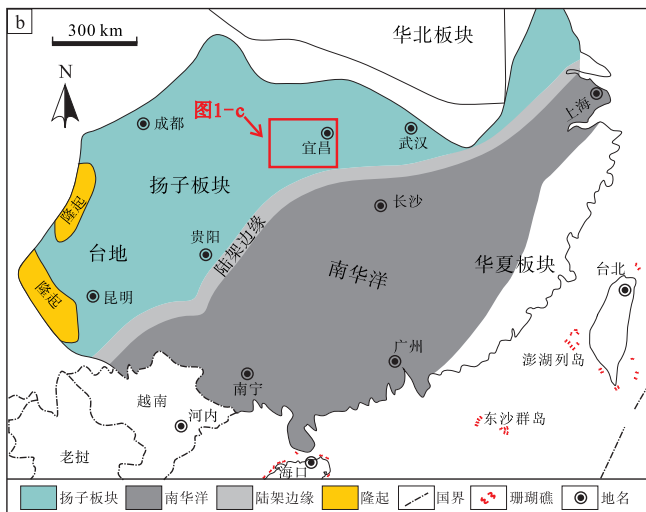 b
300 km
华北板块
N
上海
图1-c
成都
宜昌
武汉
扬子板块
长沙
隆起
贵阳
陆架边缘
台地
南华洋
华夏板块
台北
隆起
昆明
广州
澎湖列岛
南宁
越南
河内
东沙群岛
老挝
海口
扬子板块
南华洋
陆架边缘
隆起
国界
珊瑚礁
地名